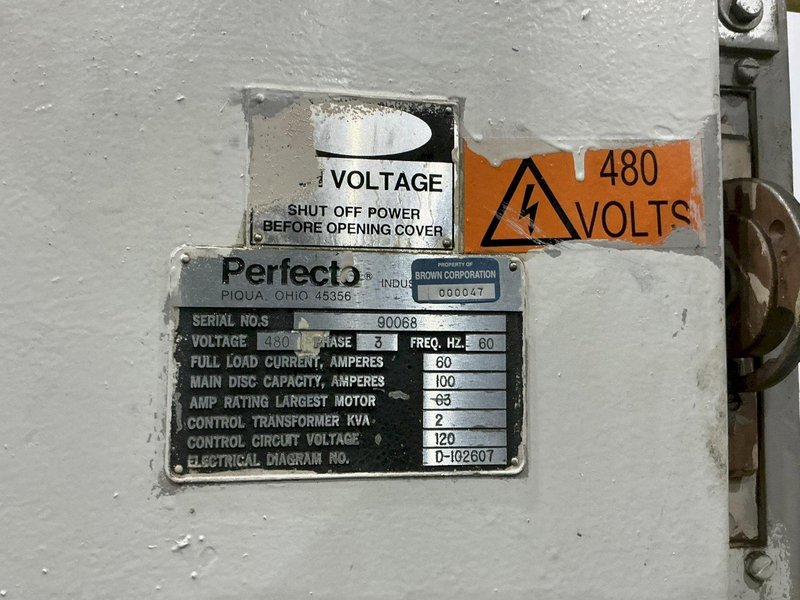 VOLTAGE
SHUT OFF POWER
BEFORE OPENING COVER
480
VOLTS
Perfecto®
PIQUA, OHIO 45356
PROPERTY OF
BROWN CORPORATION
000047
SERIAL NO.S 90068
VOLTAGE 480 PHASE 3 FREQ. HZ. 60
FULL LOAD CURRENT, AMPERES 60
MAIN DISC CAPACITY, AMPERES 100
AMP RATING LARGEST MOTOR 63
CONTROL TRANSFORMER KVA 2
CONTROL CIRCUIT VOLTAGE 120
ELECTRICAL DIAGRAM NO. D-102607